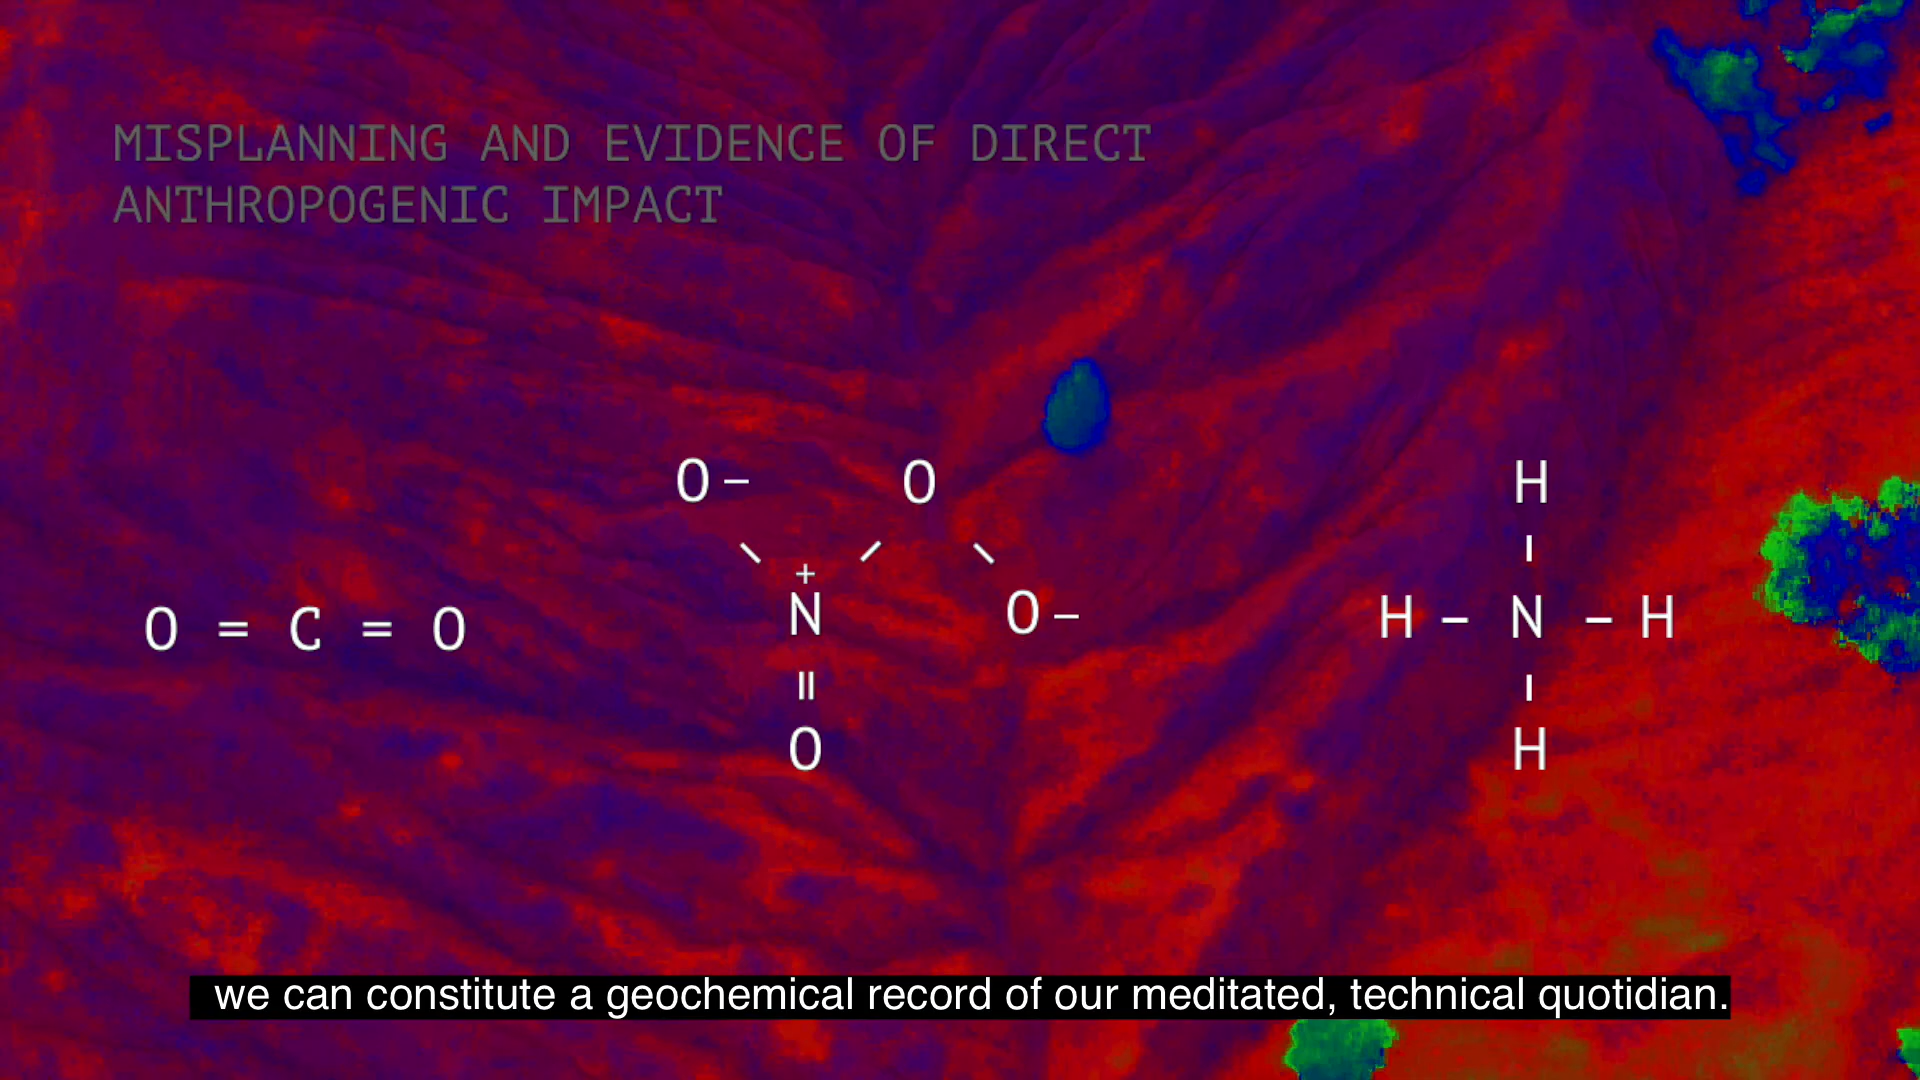 MISPLANNING AND EVIDENCE OF DIRECT
ANTHROPOGENIC IMPACT
O – O H
+
O = C = O N O – H – N – H
O H
we can constitute a geochemical record of our meditated, technical quotidian.